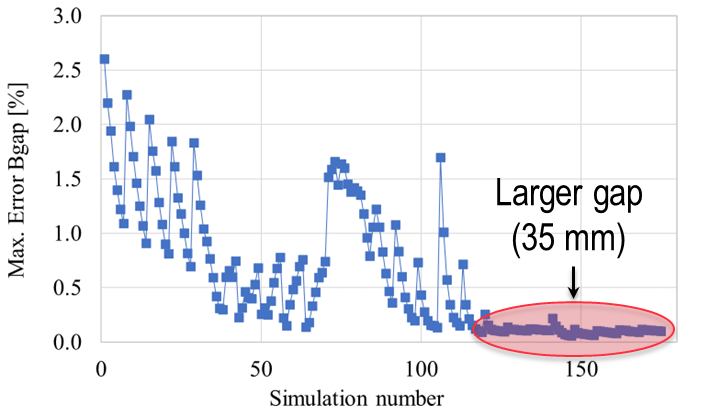 3.0
2.5
2.0
1.5
1.0
0.5
0.0
Max. Error Bgap [%]
Larger gap
(35 mm)
0
50
100
150
Simulation number